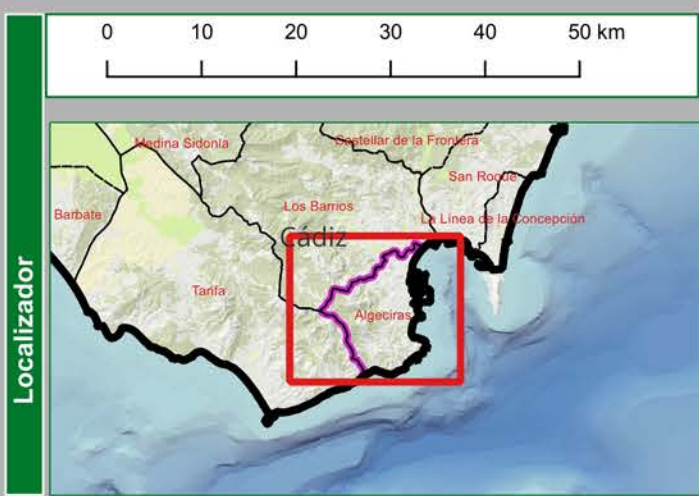 Localizador
0 10 20 30 40 50 km
Medina Sidonia
Castellar de la Frontera
San Roque
Barbate
Los Barrios
La Línea de la Concepción
Cádiz
Tarifa
Algeciras